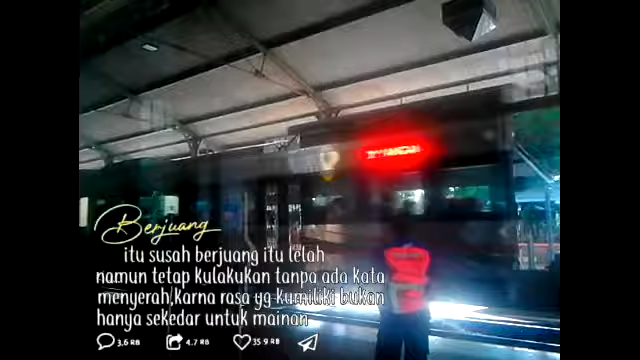 Berjuang
itu susah berjuang itu lelah
namun tetap kulakukan tanpa ada kata
menyerah,karna rasa yg kumiliki bukan
hanya sekedar untuk mainan
3,6 RB 4.7 RB 35.9 RB